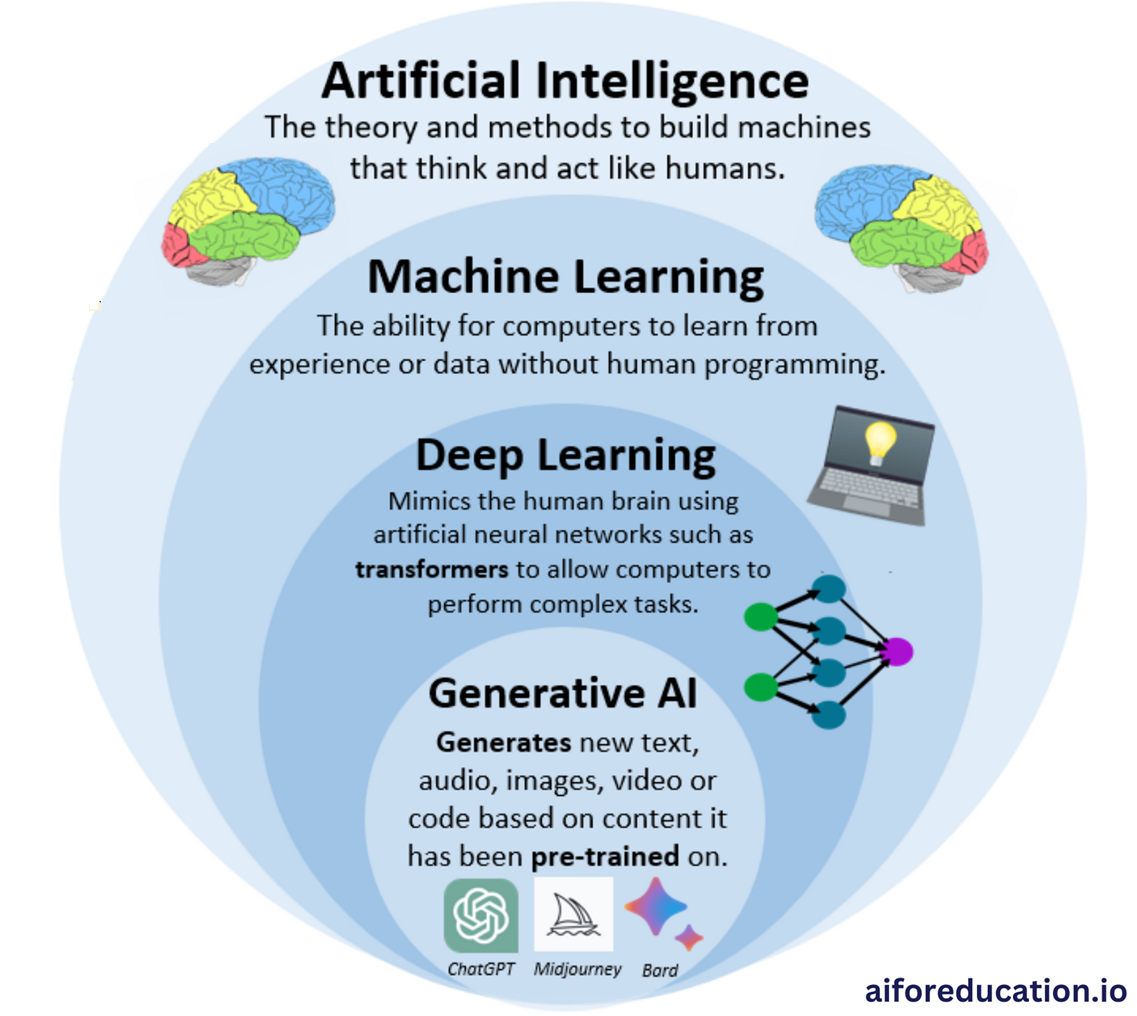 Artificial Intelligence
The theory and methods to build machines
that think and act like humans.
Machine Learning
The ability for computers to learn from
experience or data without human programming.
Deep Learning
Mimics the human brain using
artificial neural networks such as
transformers to allow computers to
perform complex tasks.
Generative AI
Generates new text,
audio, images, video or
code based on content it
has been pre-trained on.
ChatGPT Midjourney Bard
aiforeducation.io